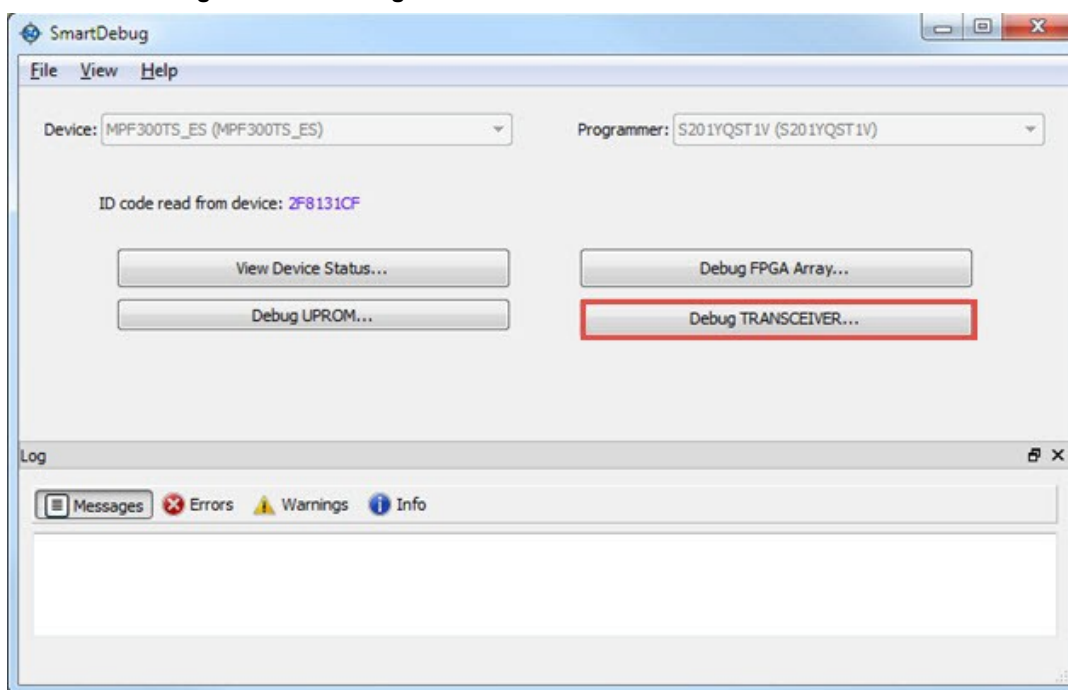 SmartDebug
File View Help
Device: MPF300TS_ES (MPF300TS_ES) Programmer: S201YQST1V (S201YQST1V)
ID code read from device: 2F8131CF
View Device Status... Debug FPGA Array...
Debug UPROM... Debug TRANSCEIVER...
Log
Messages Errors Warnings Info